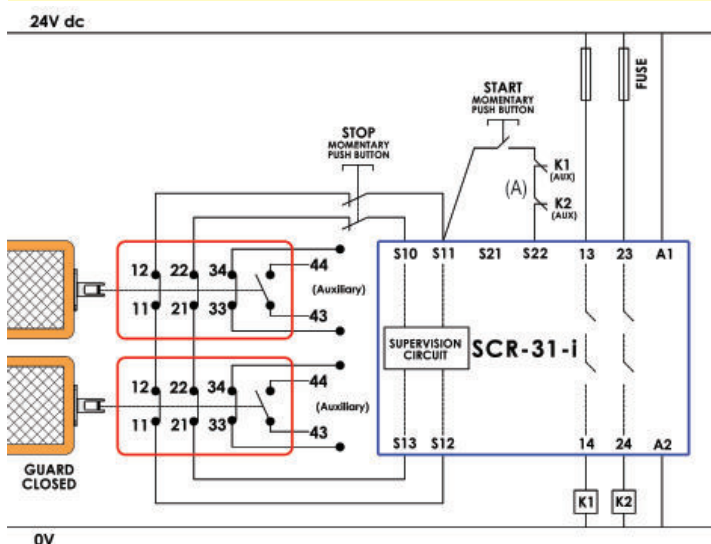 24V dc
START
MOMENTARY
PUSH BUTTON
FUSE
STOP
MOMENTARY
PUSH BUTTON
K1
(AUX)
(A)
K2
(AUX)
S10 S11 S21 S22 13 23 A1
12 22 34 44
(Auxiliary)
11 21 33 43
SUPERVISION
CIRCUIT
SCR-31-i
12 22 34 44
(Auxiliary)
11 21 33 43
S13 S12 14 24 A2
GUARD
CLOSED
K1 K2
0V